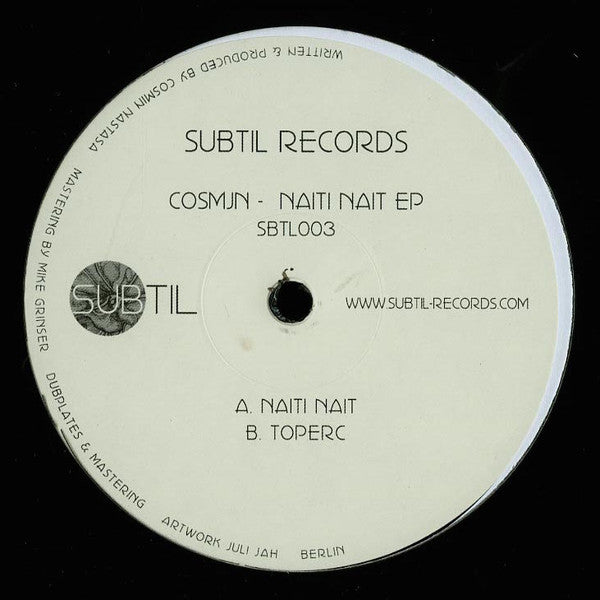 SUBTIL RECORDS
COSMJN - NAITI NAIT EP
SBTL003
SUBTIL
WWW.SUBTIL-RECORDS.COM
A. NAITI NAIT
B. TOPERC
WRITTEN & PRODUCED BY COSMIN NASTASA MASTERING BY MIKE GRINSER DUBPLATES & MASTERING ARTWORK JULI JAH BERLIN